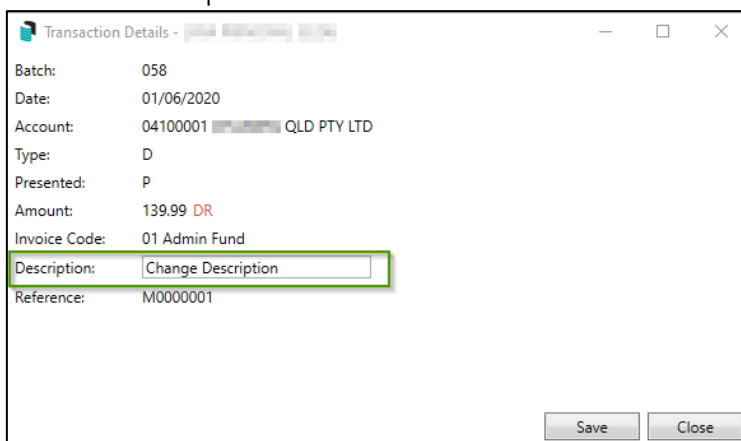 Transaction Details -
Batch: 058
Date: 01/06/2020
Account: 04100001 QLD PTY LTD
Type: D
Presented: P
Amount: 139.99 DR
Invoice Code: 01 Admin Fund
Description: Change Description
Reference: M0000001
Save Close